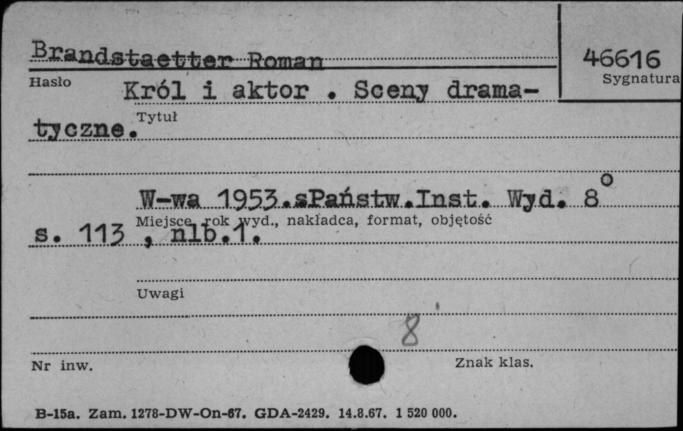 Brandstaetter Roman
46616
Hasło
Sygnatura
Król i aktor . Sceny drama-
Tytuł
tyczne.
W-wa 1953.sPaństw.Inst. Wyd. 8°
Miejsce, rok wyd., nakładca, format, objętość
s. 113 , nlb.1.
Uwagi
8
Nr inw.
Znak klas.
B-15a. Zam. 1278-DW-On-67. GDA-2429. 14.8.67. 1 520 000.